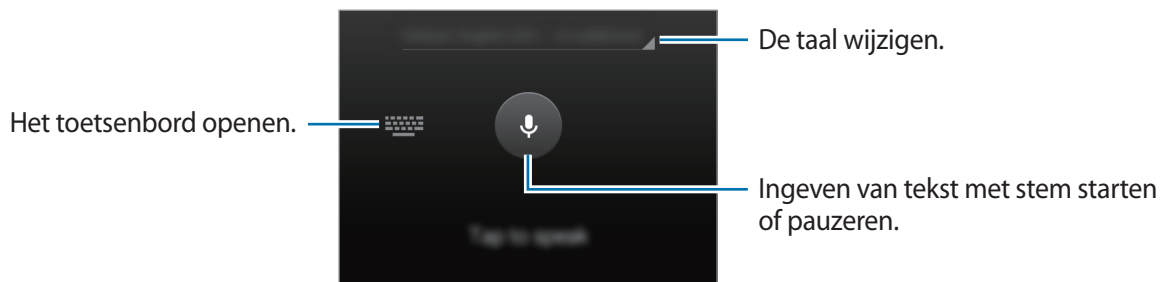 De taal wijzigen.
Het toetsenbord openen.
Ingeven van tekst met stem starten
of pauzeren.
Tap to speak